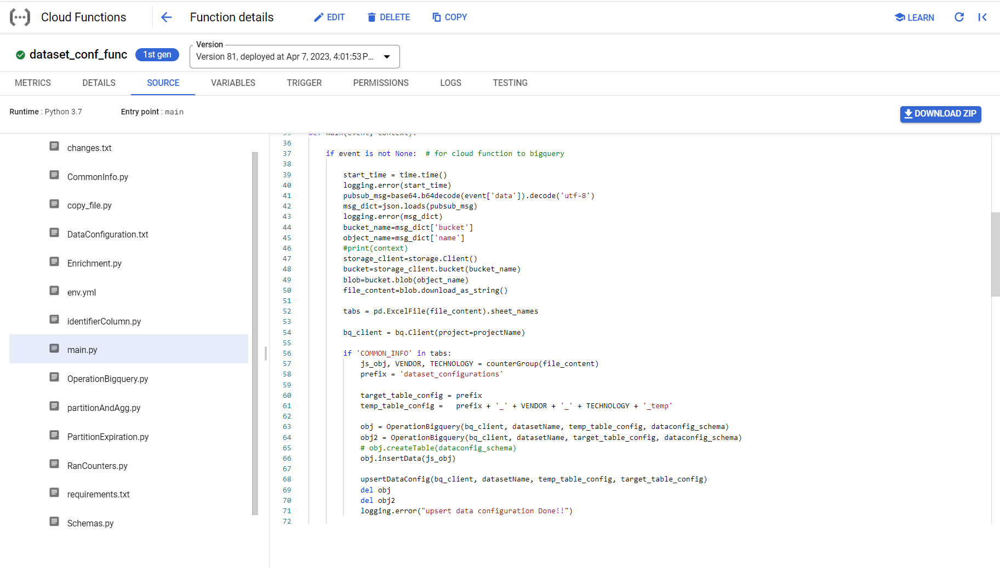 Cloud Functions
Function details
EDIT
DELETE
COPY
LEARN
dataset_conf_func
1st gen
Version
Version 81, deployed at Apr 7, 2023, 4:01:53 P...
METRICS
DETAILS
SOURCE
VARIABLES
TRIGGER
PERMISSIONS
LOGS
TESTING
Runtime : Python 3.7
Entry point : main
DOWNLOAD ZIP
changes.txt
CommonInfo.py
copy_file.py
DataConfiguration.txt
Enrichment.py
env.yml
identifierColumn.py
main.py
OperationBigquery.py
partitionAndAgg.py
PartitionExpiration.py
RanCounters.py
requirements.txt
Schemas.py
35 def main(event, context):
36
37 if event is not None:  # for cloud function to bigquery
38
39 start_time = time.time()
40 logging.error(start_time)
41 pubsub_msg=base64.b64decode(event['data']).decode('utf-8')
42 msg_dict=json.loads(pubsub_msg)
43 logging.error(msg_dict)
44 bucket_name=msg_dict['bucket']
45 object_name=msg_dict['name']
46 #print(context)
47 storage_client=storage.Client()
48 bucket=storage_client.bucket(bucket_name)
49 blob=bucket.blob(object_name)
50 file_content=blob.download_as_string()
51
52 tabs = pd.ExcelFile(file_content).sheet_names
53
54 bq_client = bq.Client(project=projectName)
55
56 if 'COMMON_INFO' in tabs:
57 js_obj, VENDOR, TECHNOLOGY = counterGroup(file_content)
58 prefix = 'dataset_configurations'
59
60 target_table_config = prefix
61 temp_table_config =   prefix + '_' + VENDOR + '_' + TECHNOLOGY + '_temp'
62
63 obj = OperationBigquery(bq_client, datasetName, temp_table_config, dataconfig_schema)
64 obj2 = OperationBigquery(bq_client, datasetName, target_table_config, dataconfig_schema)
65 # obj.createTable(dataconfig_schema)
66 obj.insertData(js_obj)
67
68 upsertDataConfig(bq_client, datasetName, temp_table_config, target_table_config)
69 del obj
70 del obj2
71 logging.error("upsert data configuration Done!!")
72